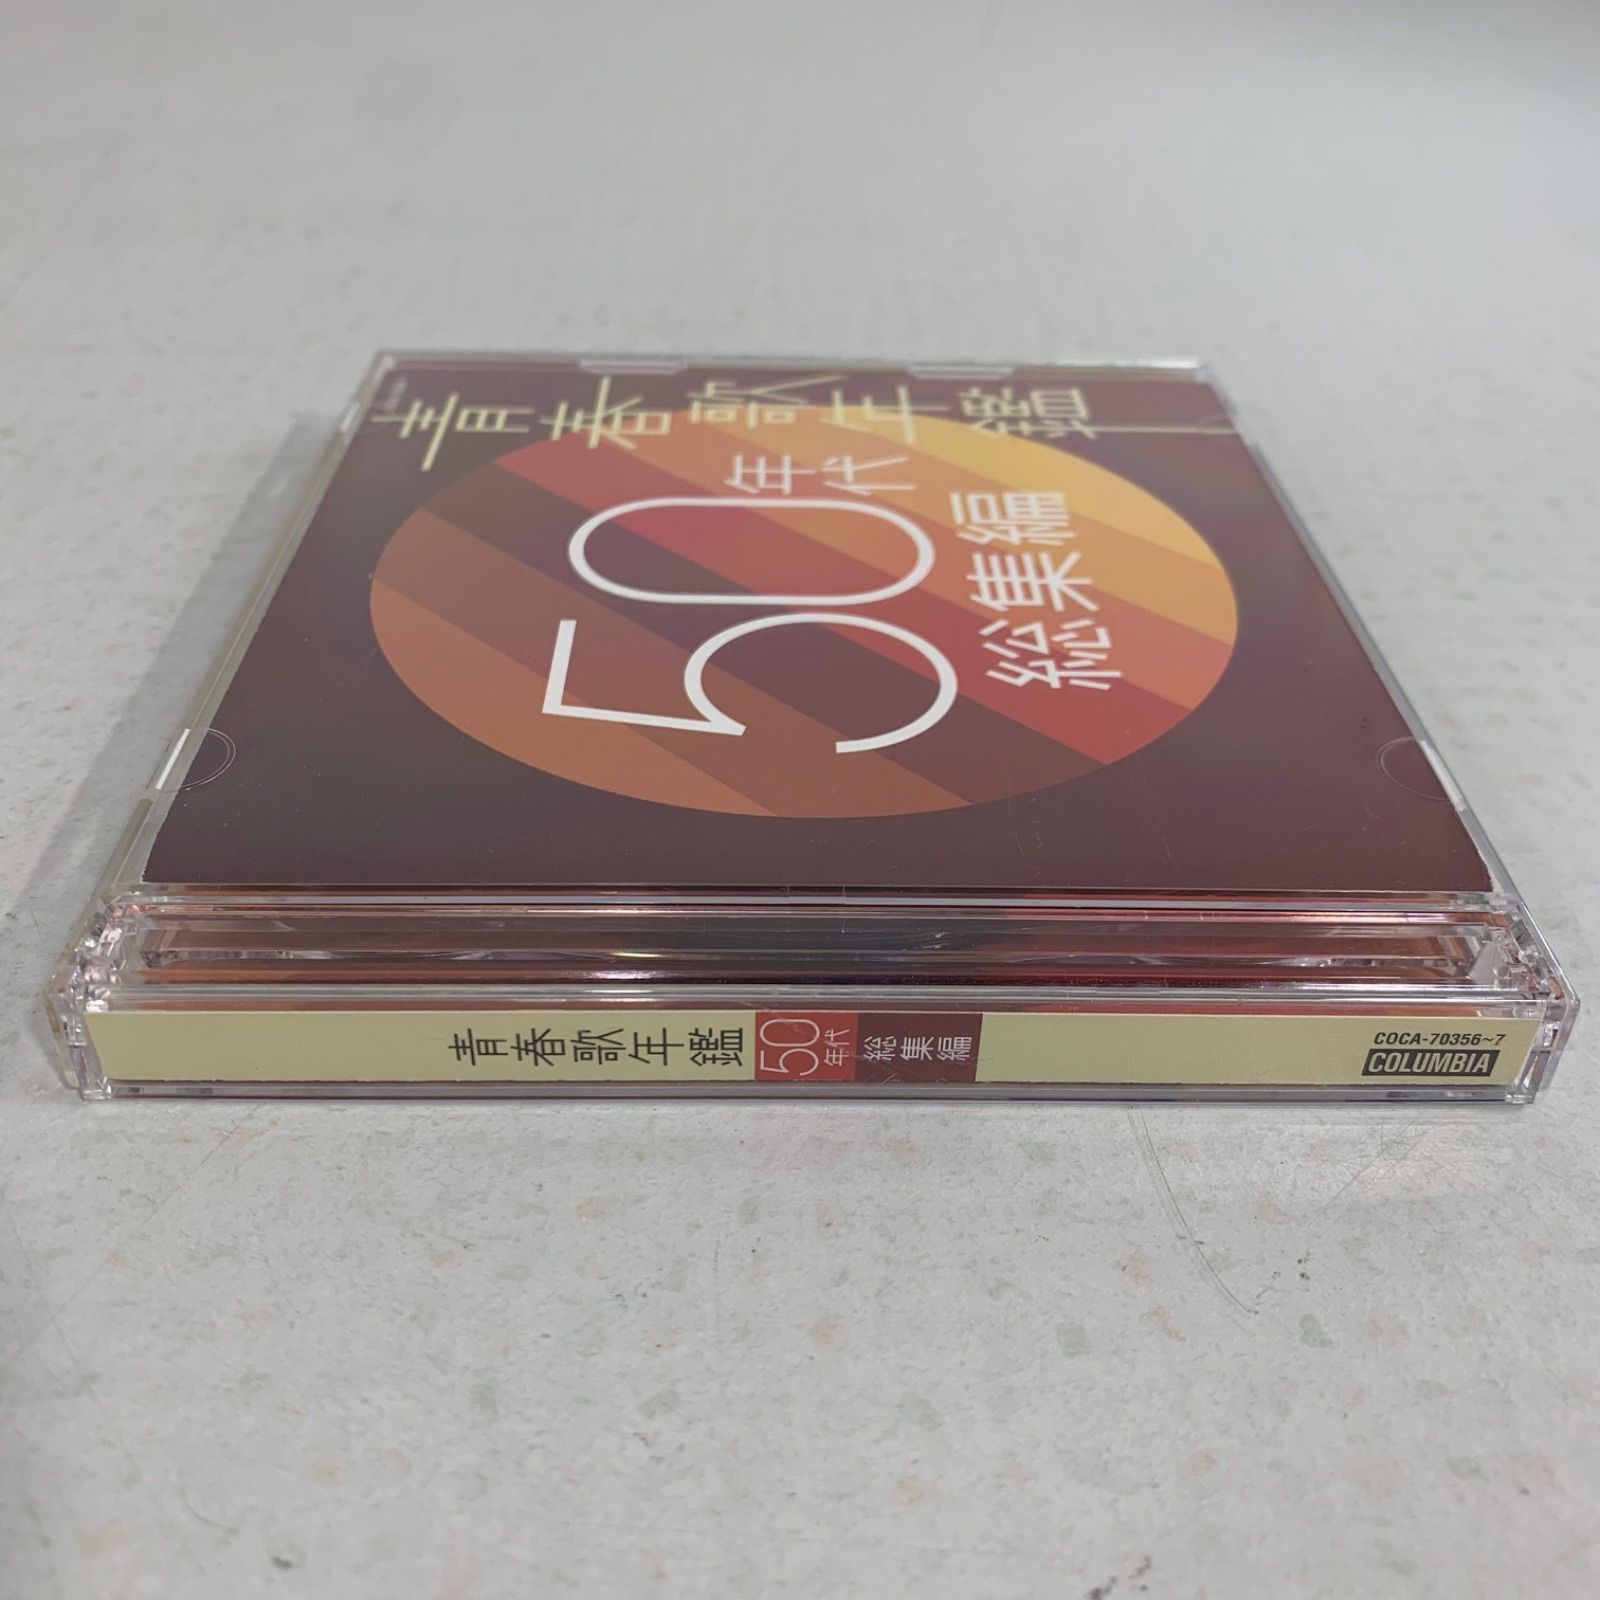 青春歌年鑑
50年代
総集編
青春歌年鑑 50年代 総集編
COCA-70356~7
COLUMBIA